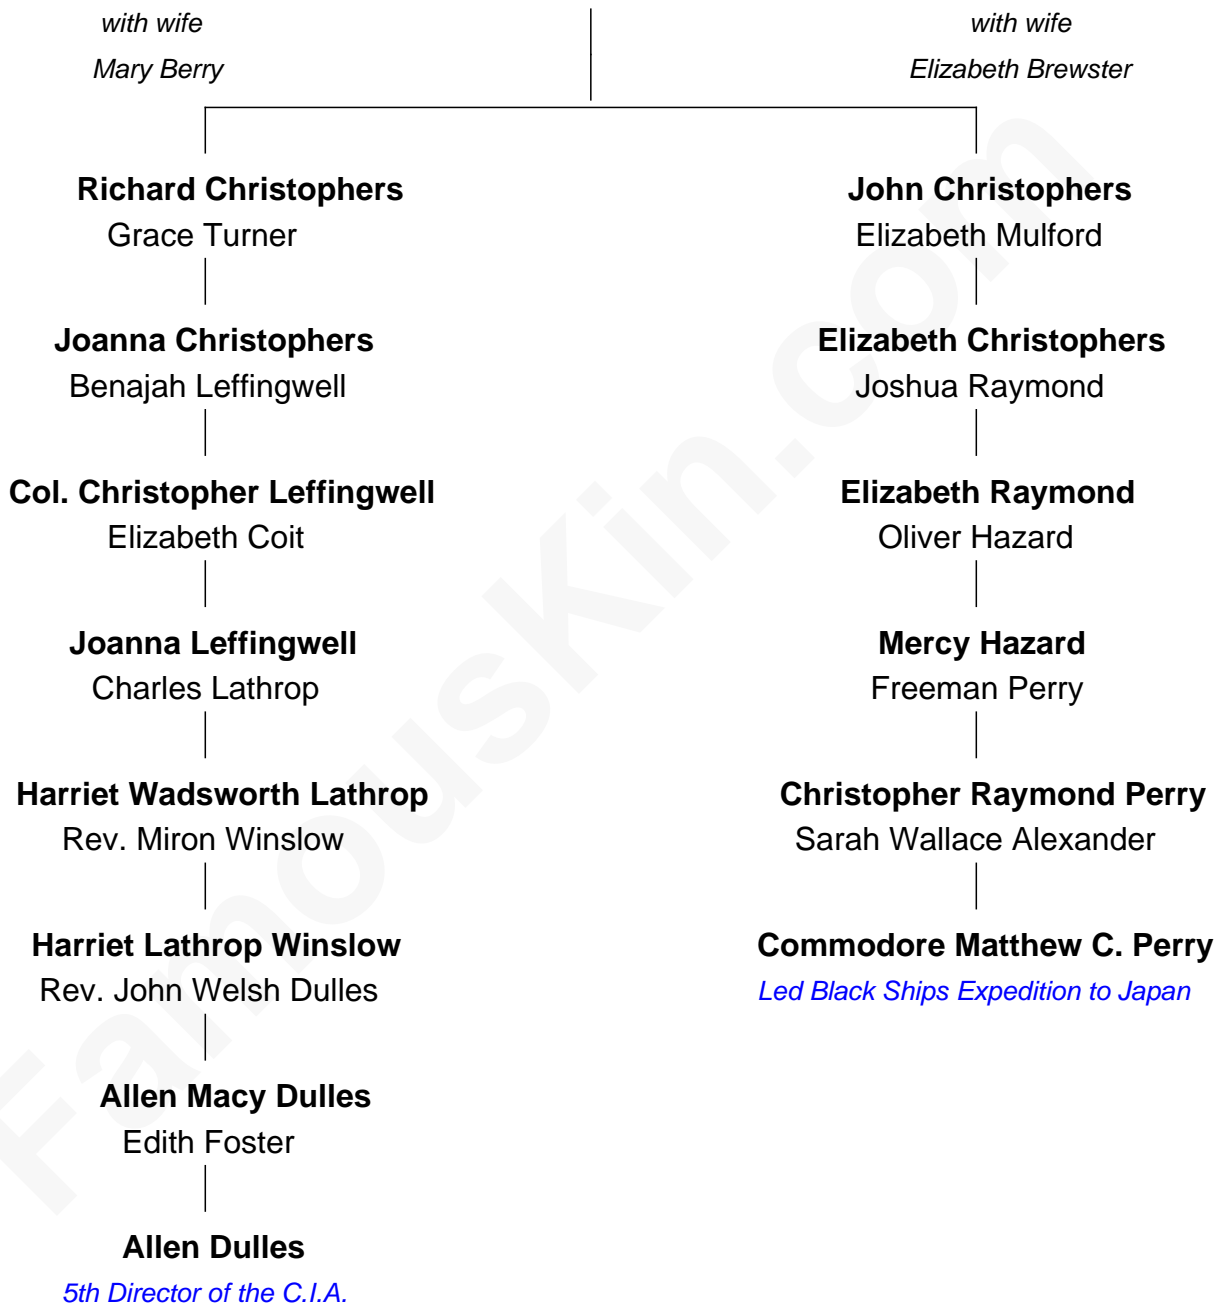 with wife
Mary Berry
with wife
Elizabeth Brewster
Richard Christophers
Grace Turner
John Christophers
Elizabeth Mulford
Joanna Christophers
Benajah Leffingwell
Elizabeth Christophers
Joshua Raymond
Col. Christopher Leffingwell
Elizabeth Coit
Elizabeth Raymond
Oliver Hazard
Joanna Leffingwell
Charles Lathrop
Mercy Hazard
Freeman Perry
Harriet Wadsworth Lathrop
Rev. Miron Winslow
Christopher Raymond Perry
Sarah Wallace Alexander
Harriet Lathrop Winslow
Rev. John Welsh Dulles
Commodore Matthew C. Perry
Led Black Ships Expedition to Japan
Allen Macy Dulles
Edith Foster
Allen Dulles
5th Director of the C.I.A.
FamousKin.com